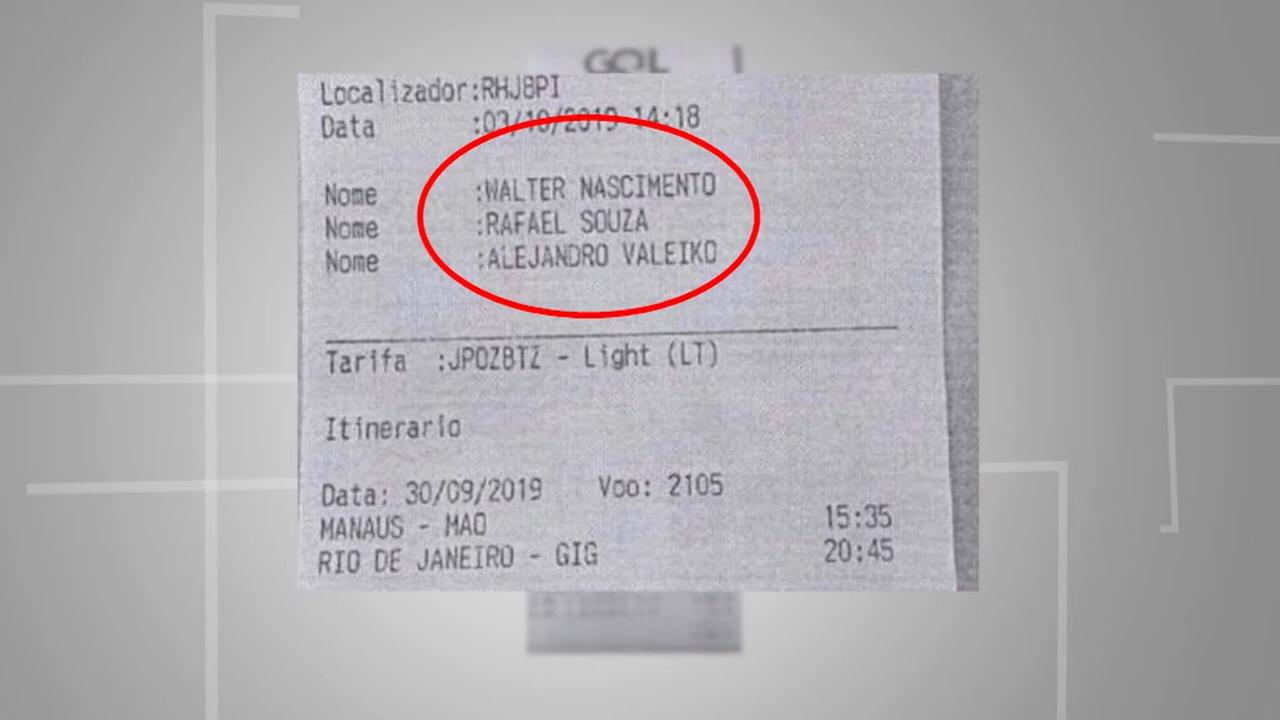 GOL
Localizador:RHJ8PI
Data :03/10/2019 14:18
Nome :WALTER NASCIMENTO
Nome :RAFAEL SOUZA
Nome :ALEJANDRO VALEIKO
Tarifa :JPOZBTZ - Light (LT)
Itinerario
Data: 30/09/2019 Voo: 2105
MANAUS - MAO 15:35
RIO DE JANEIRO - GIG 20:45